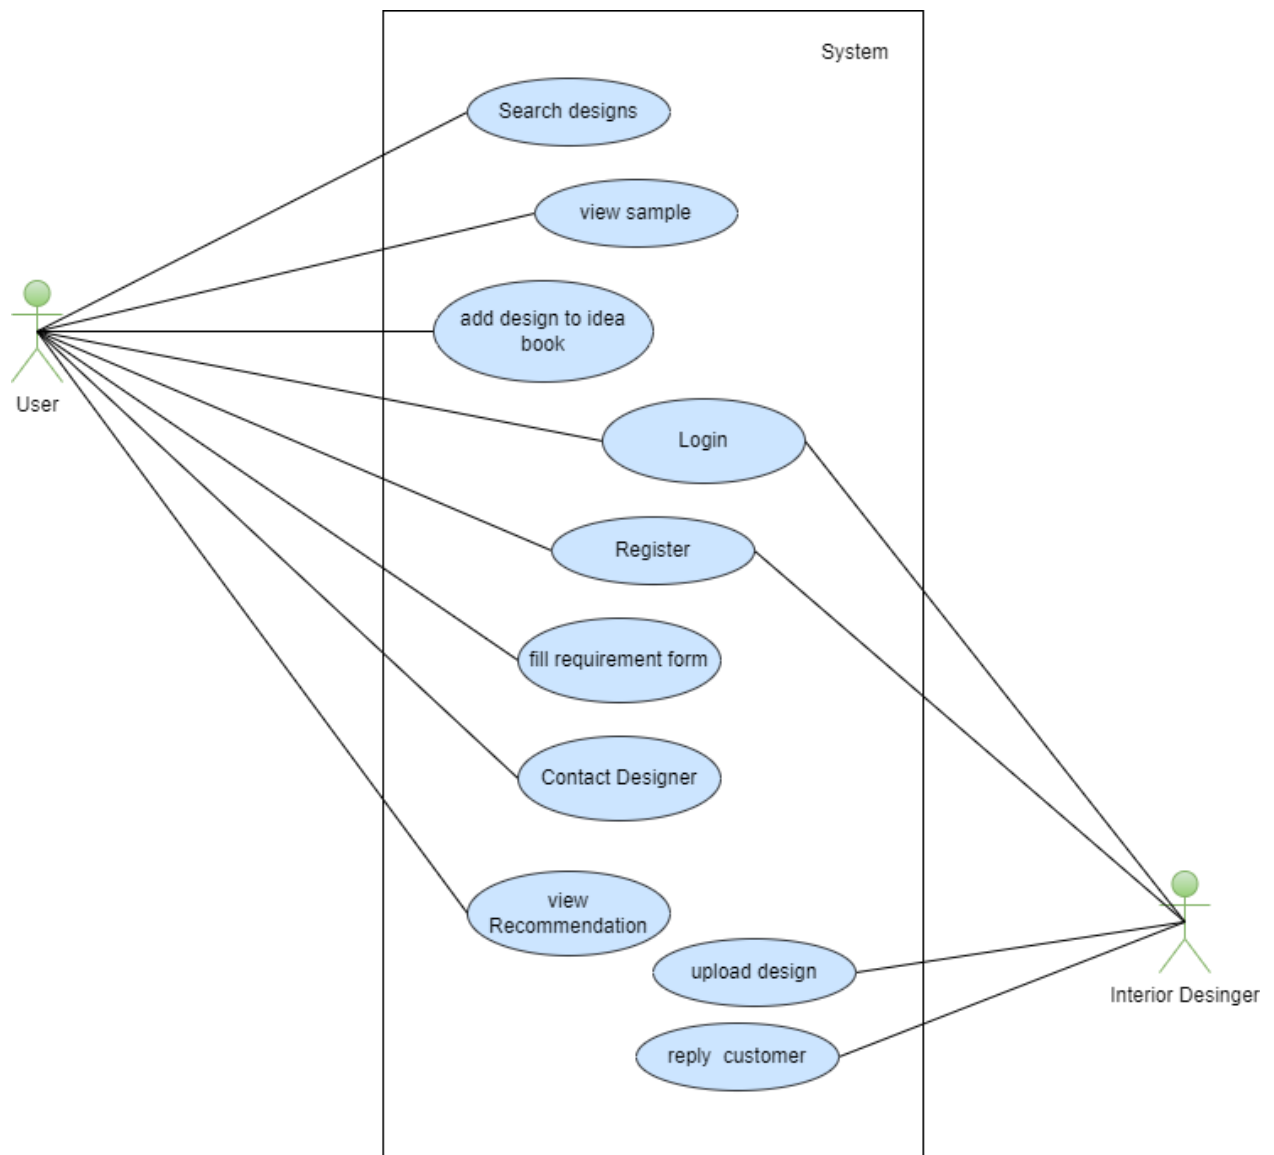 System
Search designs
view sample
add design to idea
book
User
Login
Register
fill requirement form
Contact Designer
view
Recommendation
upload design
Interior Desinger
reply  customer